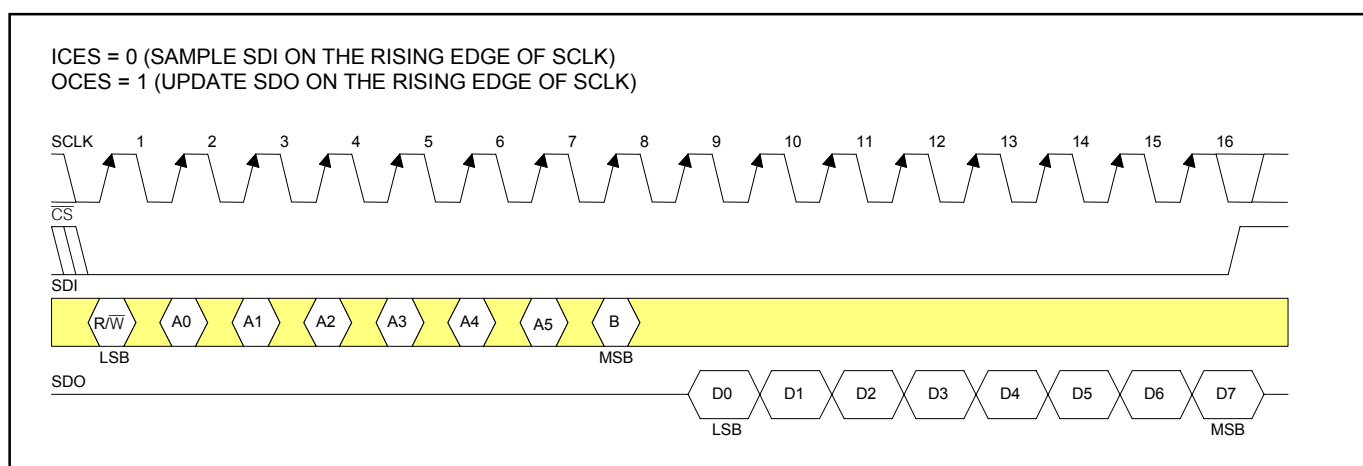 ICES = 0 (SAMPLE SDI ON THE RISING EDGE OF SCLK)
OCES = 1 (UPDATE SDO ON THE RISING EDGE OF SCLK)
SCLK 1 2 3 4 5 6 7 8 9 10 11 12 13 14 15 16
C̅S̅
SDI
R/W̅ A0 A1 A2 A3 A4 A5 B
LSB MSB
SDO
D0 D1 D2 D3 D4 D5 D6 D7
LSB MSB